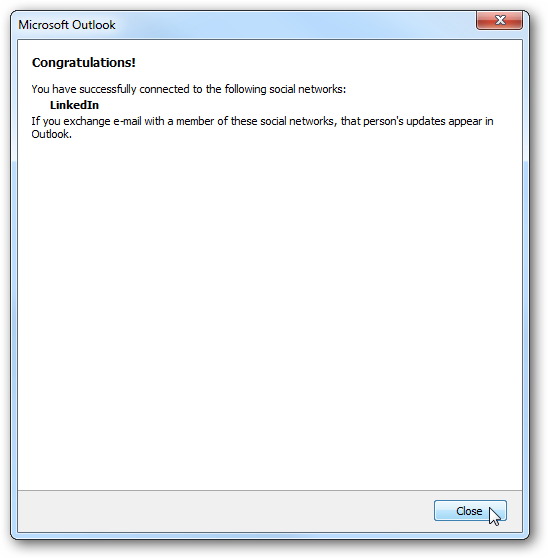 Microsoft Outlook
Congratulations!
You have successfully connected to the following social networks:
LinkedIn
If you exchange e-mail with a member of these social networks, that person's updates appear in
Outlook.
Close